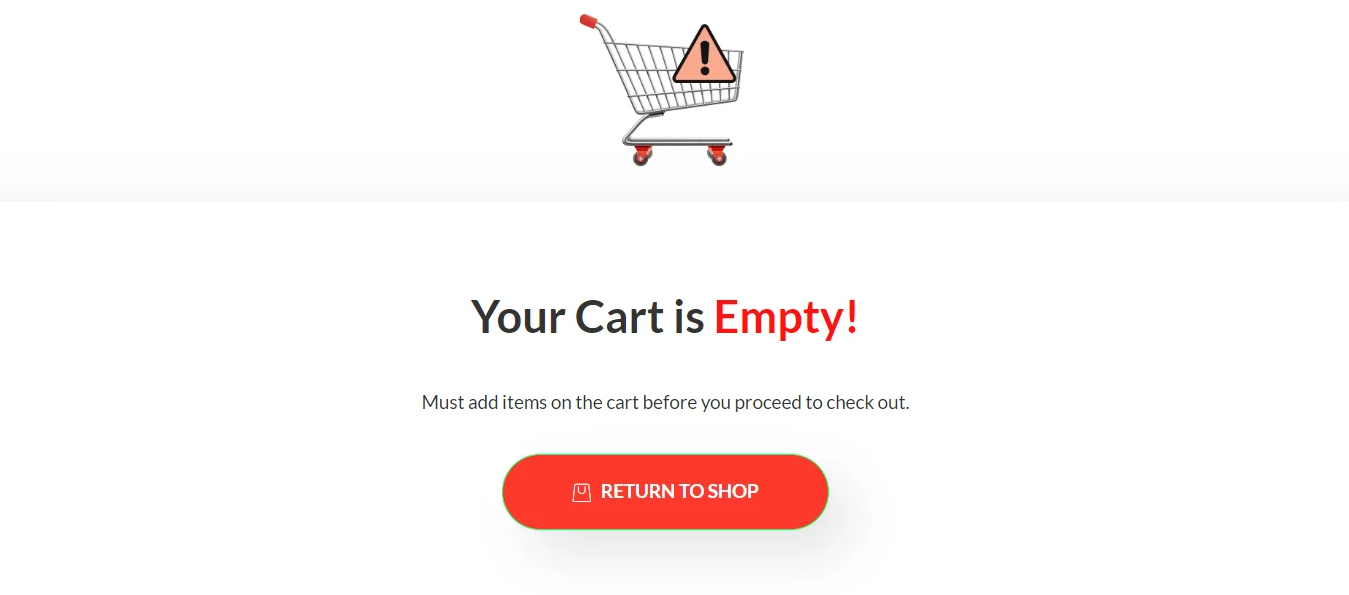 Your Cart is Empty!
Must add items on the cart before you proceed to check out.
RETURN TO SHOP